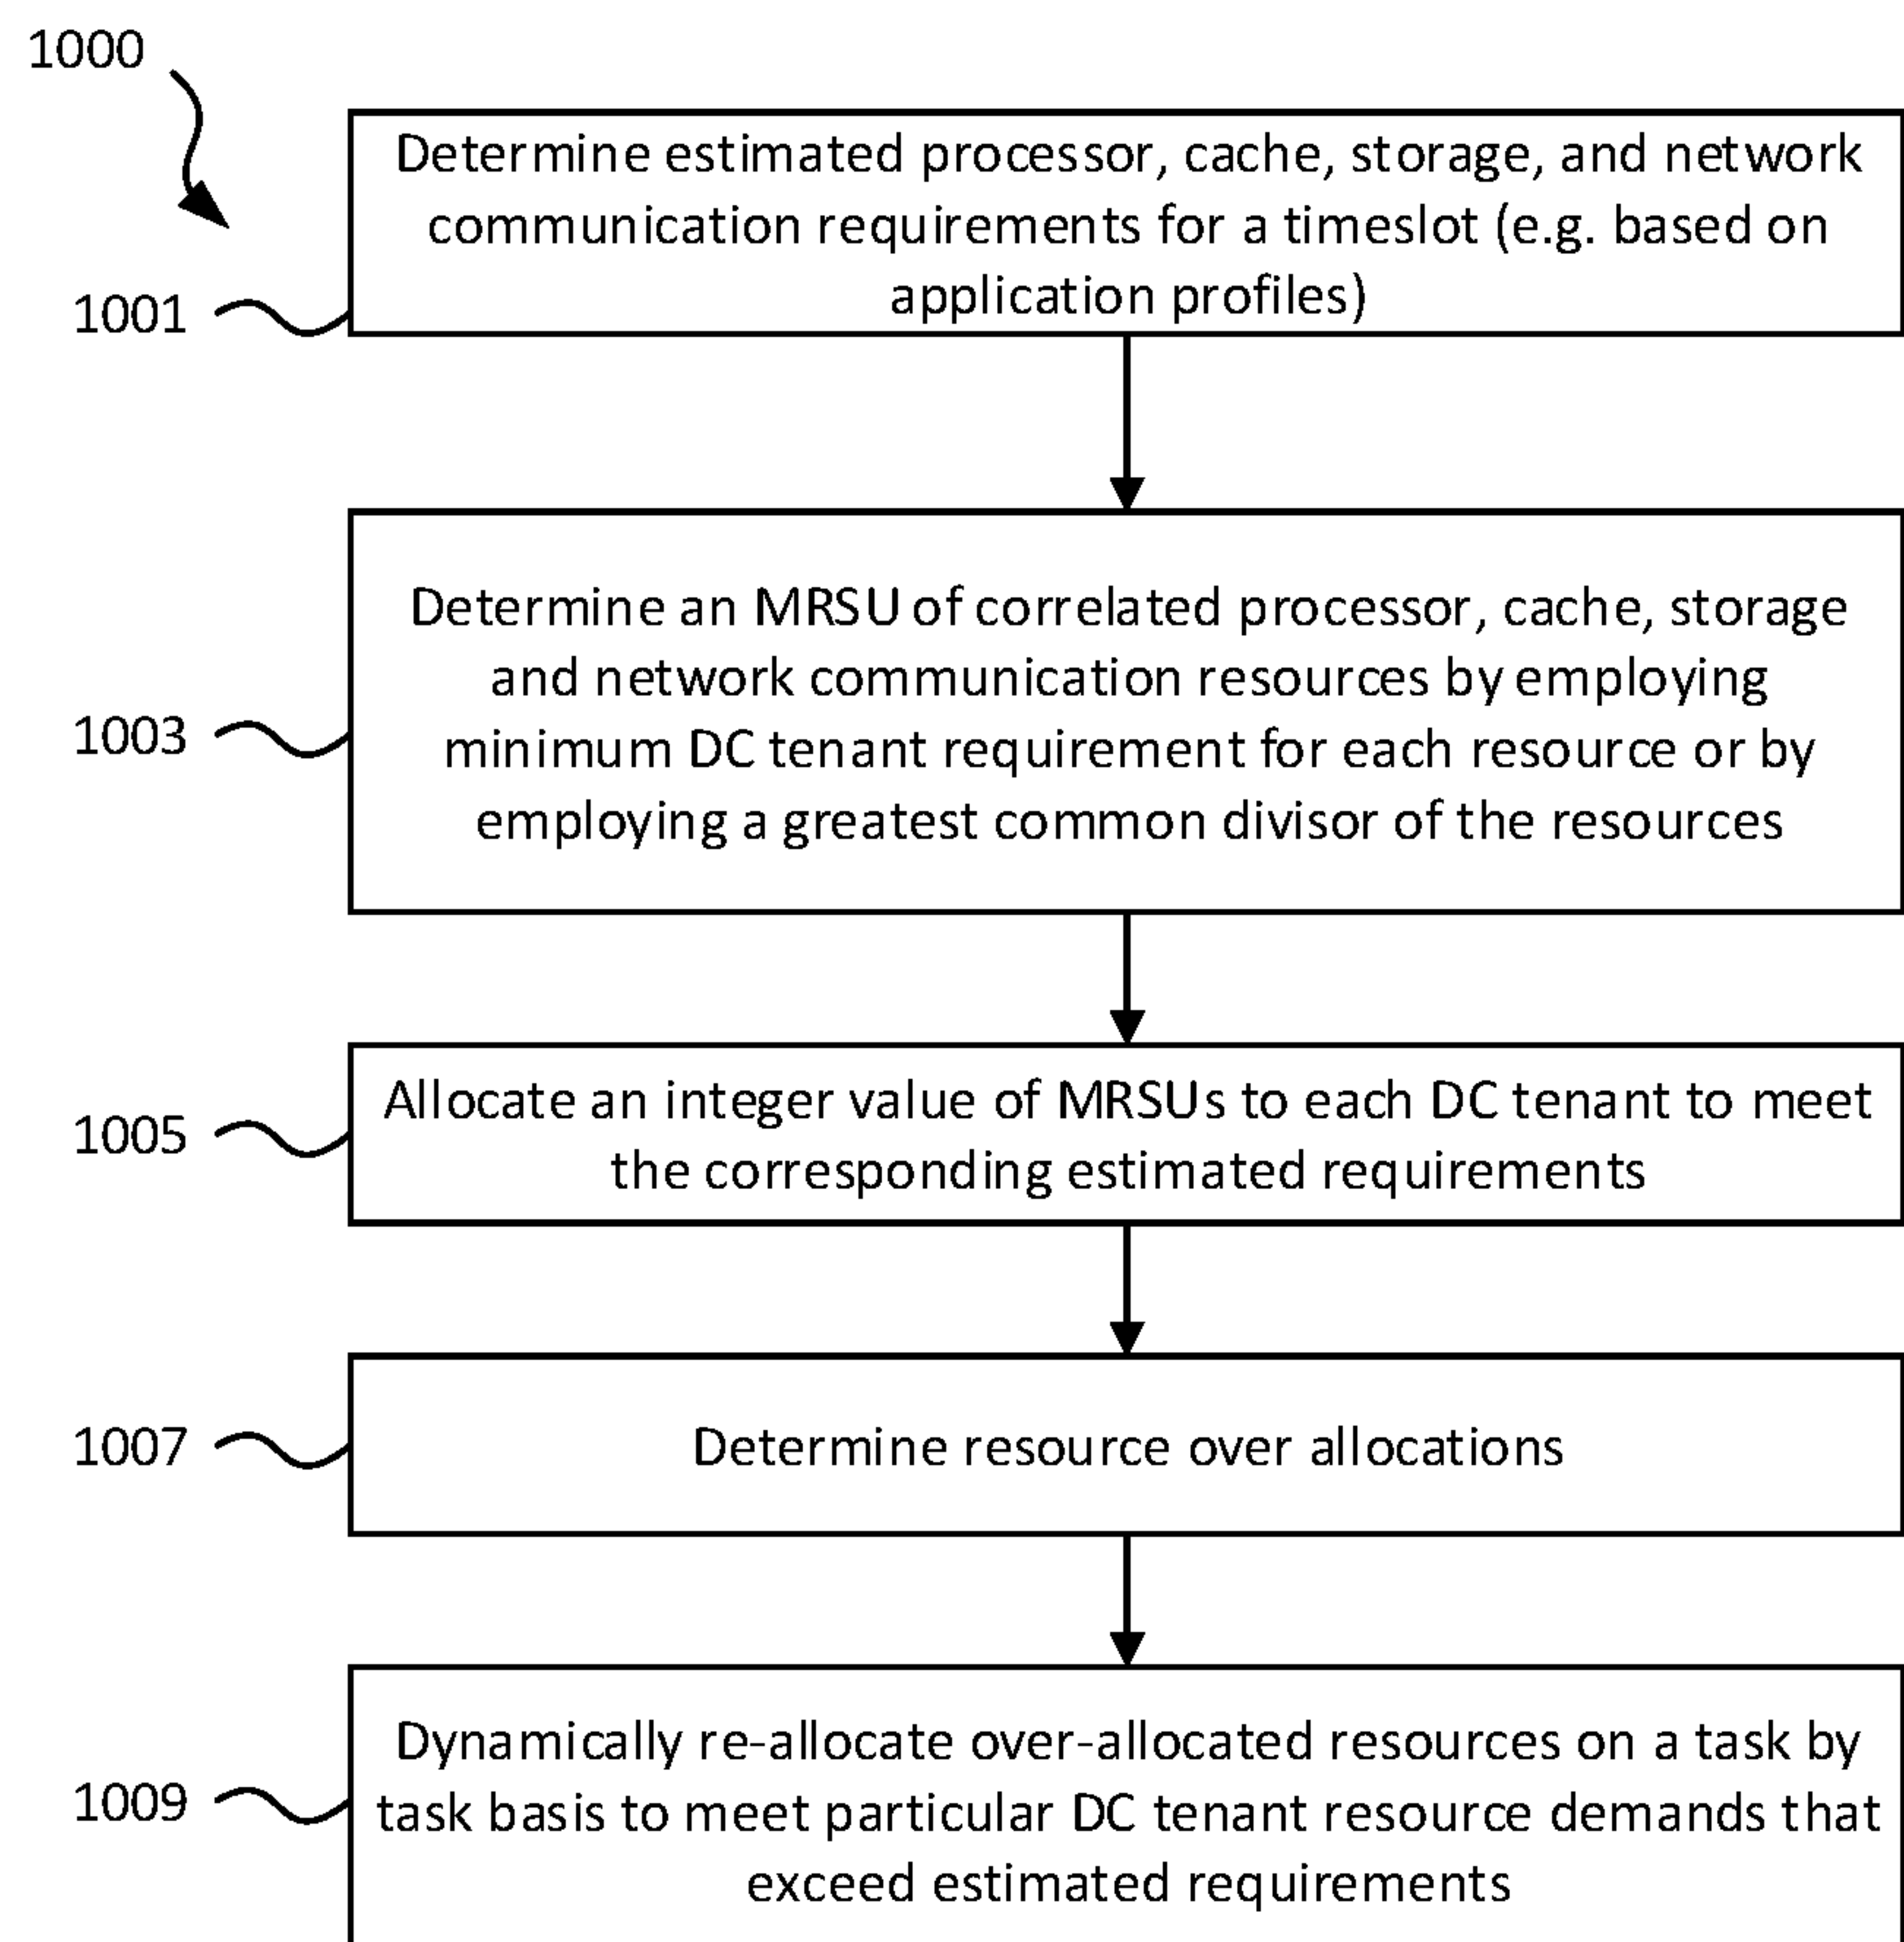 1000
Determine estimated processor, cache, storage, and network
communication requirements for a timeslot (e.g. based on
application profiles)
1001
Determine an MRSU of correlated processor, cache, storage
and network communication resources by employing
minimum DC tenant requirement for each resource or by
employing a greatest common divisor of the resources
1003
Allocate an integer value of MRSUs to each DC tenant to meet
the corresponding estimated requirements
1005
Determine resource over allocations
1007
Dynamically re-allocate over-allocated resources on a task by
task basis to meet particular DC tenant resource demands that
exceed estimated requirements
1009